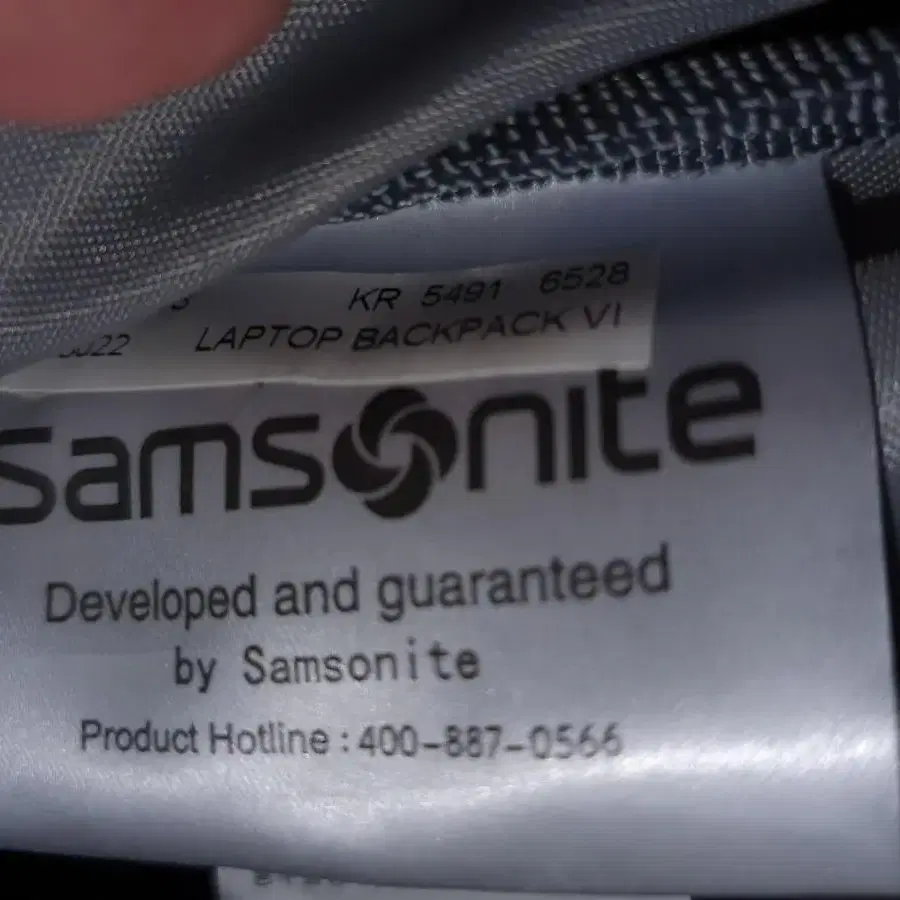 KR 5491 6528
LAPTOP BACKPACK VI
Samsonite
Developed and guaranteed
by Samsonite
Product Hotline : 400-887-0566